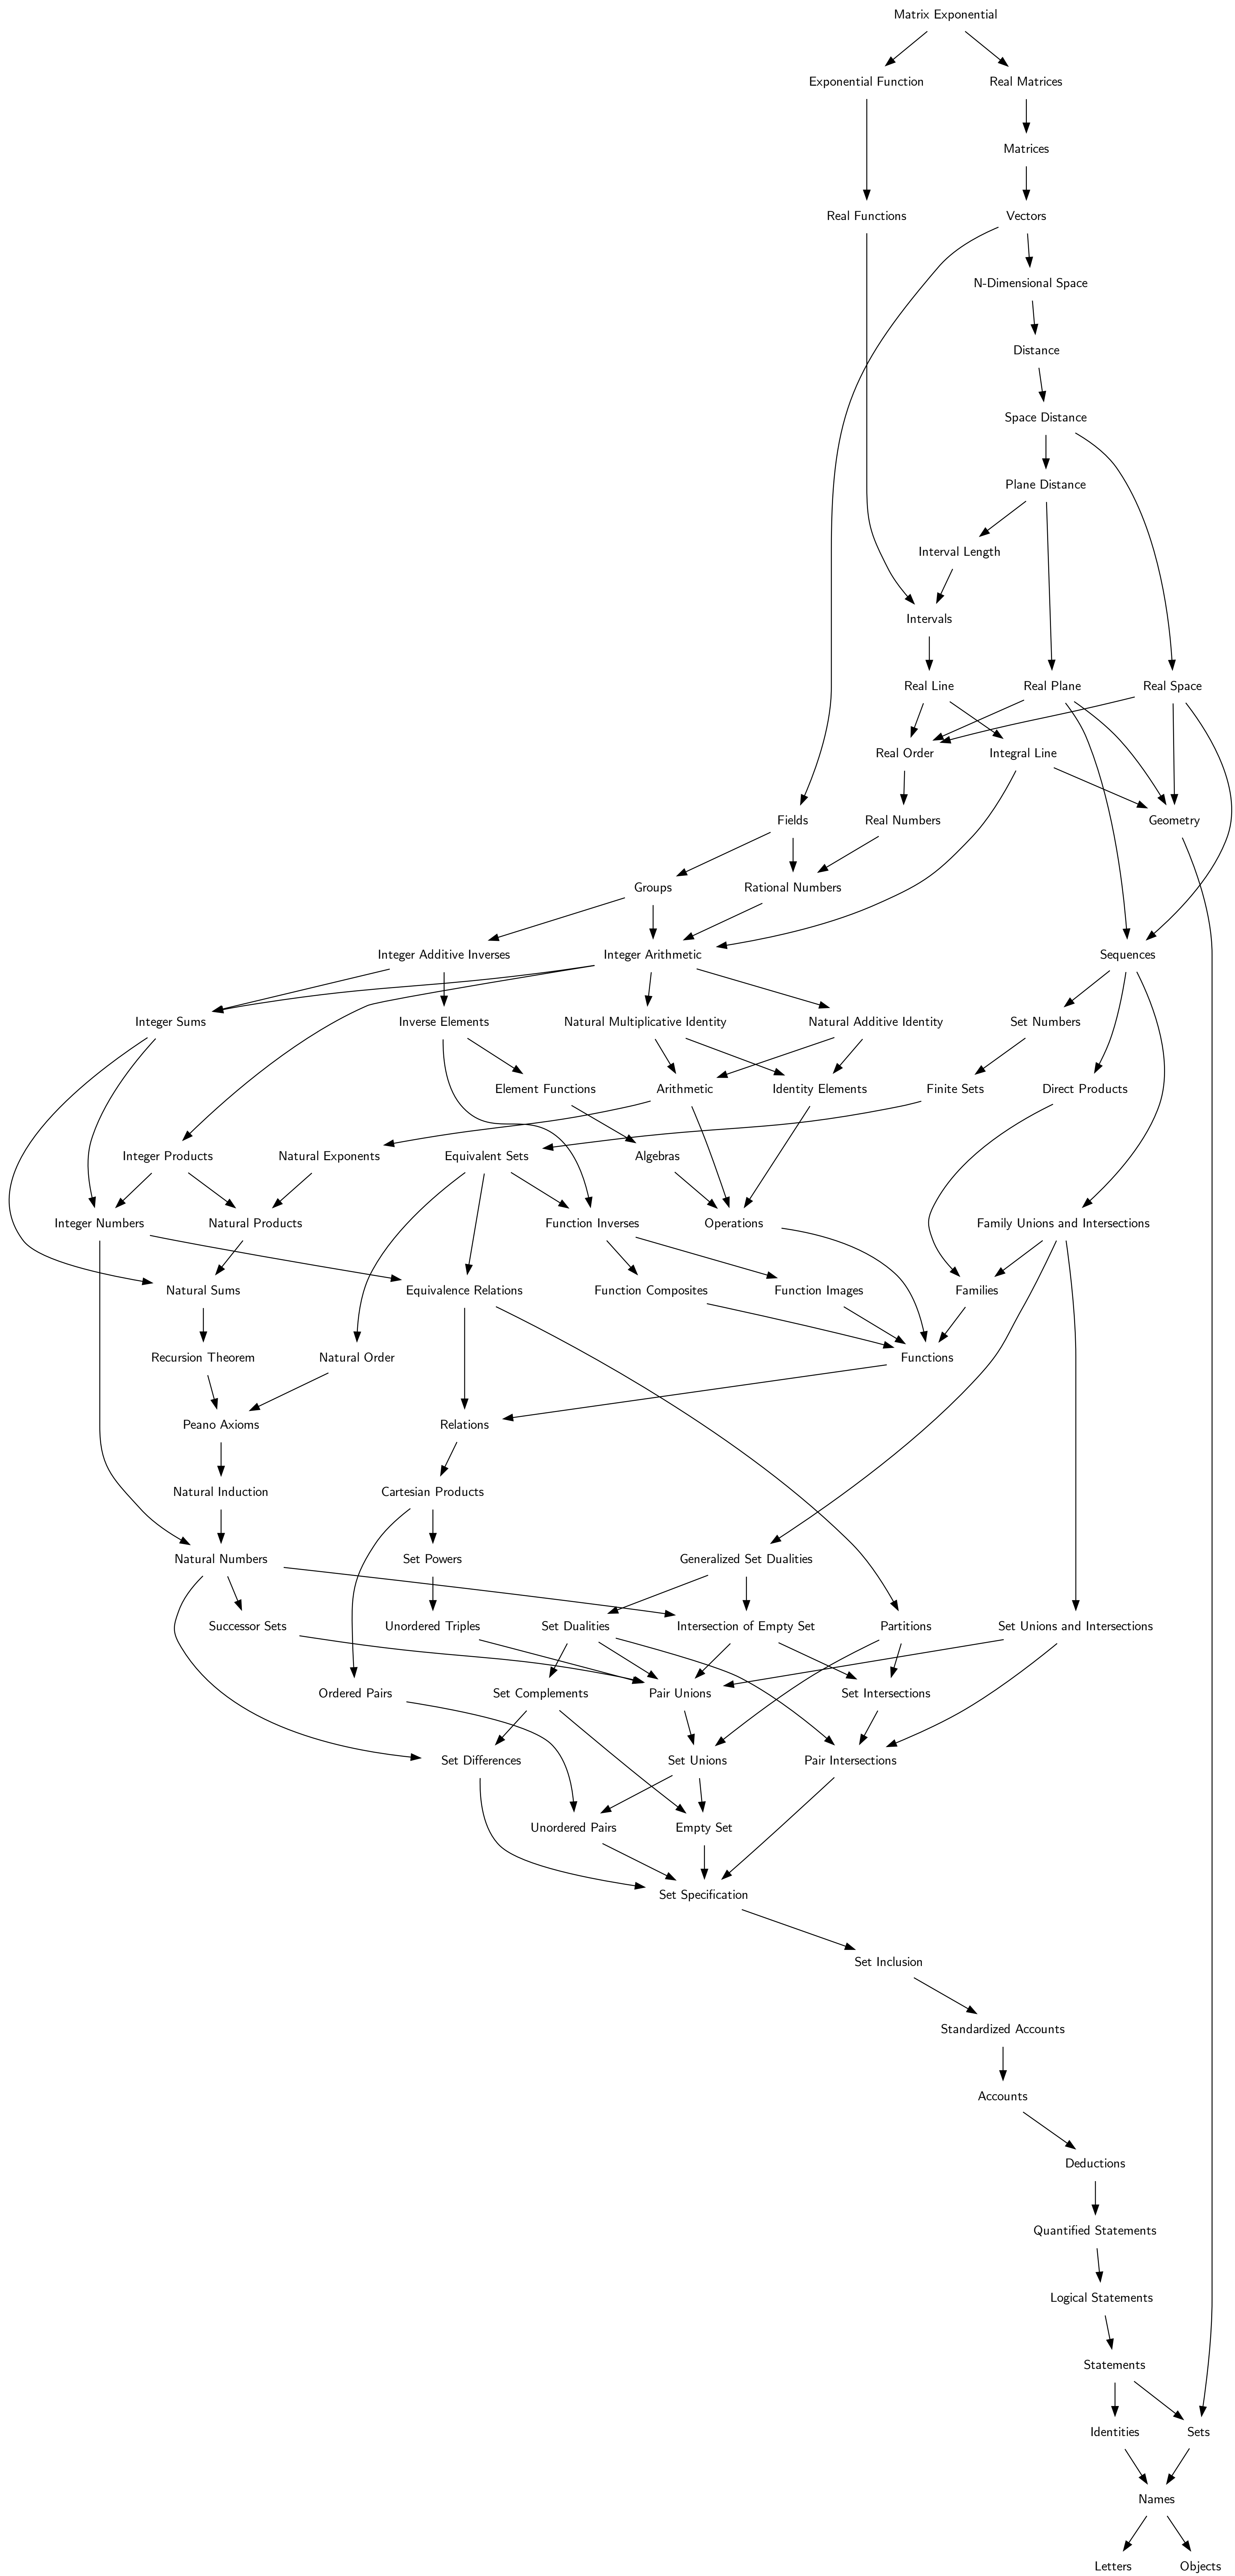 Matrix Exponential
Exponential Function
Real Matrices
Matrices
Real Functions
Vectors
N-Dimensional Space
Distance
Space Distance
Plane Distance
Interval Length
Intervals
Real Line
Real Plane
Real Space
Real Order
Integral Line
Fields
Real Numbers
Geometry
Groups
Rational Numbers
Integer Additive Inverses
Integer Arithmetic
Sequences
Integer Sums
Inverse Elements
Natural Multiplicative Identity
Natural Additive Identity
Set Numbers
Element Functions
Arithmetic
Identity Elements
Finite Sets
Direct Products
Integer Products
Natural Exponents
Equivalent Sets
Algebras
Integer Numbers
Natural Products
Function Inverses
Operations
Family Unions and Intersections
Natural Sums
Equivalence Relations
Function Composites
Function Images
Families
Recursion Theorem
Natural Order
Functions
Peano Axioms
Relations
Natural Induction
Cartesian Products
Natural Numbers
Set Powers
Generalized Set Dualities
Successor Sets
Unordered Triples
Set Dualities
Intersection of Empty Set
Partitions
Set Unions and Intersections
Ordered Pairs
Set Complements
Pair Unions
Set Intersections
Set Differences
Set Unions
Pair Intersections
Unordered Pairs
Empty Set
Set Specification
Set Inclusion
Standardized Accounts
Accounts
Deductions
Quantified Statements
Logical Statements
Statements
Identities
Sets
Names
Letters
Objects